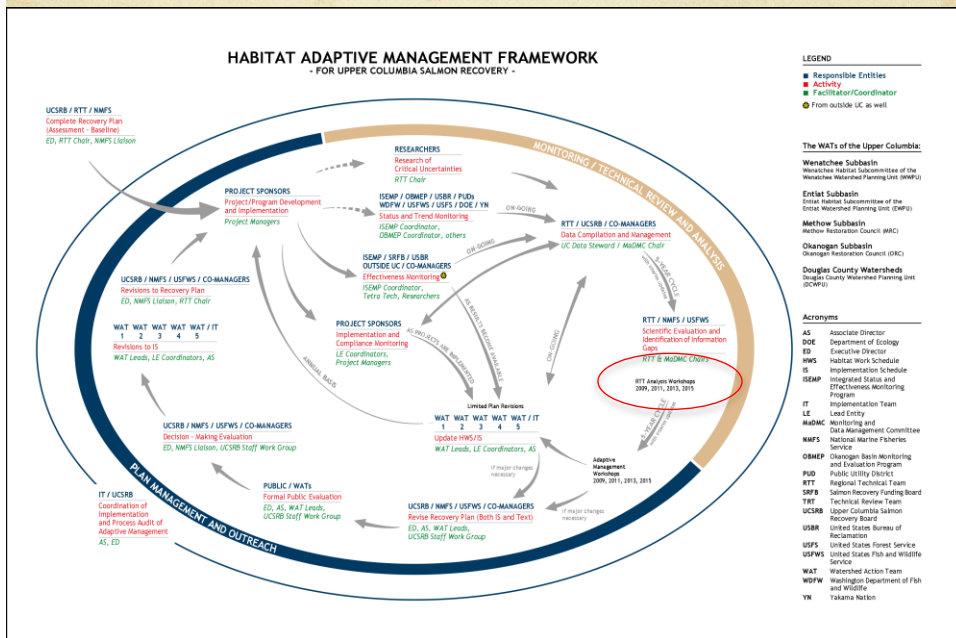 HABITAT ADAPTIVE MANAGEMENT FRAMEWORK
- FOR UPPER COLUMBIA SALMON RECOVERY -
UCSRB / RTT / NMFS
Complete Recovery Plan
(Assessment - Baseline)
ED, RTT Chair, NMFS Liaison
RESEARCHERS
Research of
Critical Uncertainties
RTT Chair
MONITORING / TECHNICAL REVIEW AND ANALYSIS
PROJECT SPONSORS
Project/Program Development
and Implementation
Project Managers
ISEMP / OBMEP / USBR / PUDs
WDFW / USFWS / USFS / DOE / YN
Status and Trend Monitoring
ISEMP Coordinator,
OBMEP Coordinator, others
ON-GOING
RTT / UCSRB / CO-MANAGERS
Data Compilation and Management
UC Data Steward / MaDMC Chair
ISEMP / SRFB / USBR
OUTSIDE UC / CO-MANAGERS
Effectiveness Monitoring
ISEMP Coordinator,
Tetra Tech, Researchers
ON-GOING
5-YEAR CYCLE
with interim updates
UCSRB / NMFS / USFWS / CO-MANAGERS
Revisions to Recovery Plan
ED, NMFS Liaison, RTT Chair
PROJECT SPONSORS
Implementation and
Compliance Monitoring
LE Coordinators,
Project Managers
AS PROJECTS ARE IMPLEMENTED
AS RESULTS BECOME AVAILABLE
ON-GOING
RTT / NMFS / USFWS
Scientific Evaluation and
Identification of Information
Gaps
RTT & MaDMC Chairs
WAT WAT WAT WAT WAT / IT
1 2 3 4 5
Revisions to IS
WAT Leads, LE Coordinators, AS
ANNUAL BASIS
RTT Analysis Workshops
2009, 2011, 2013, 2015
5-YEAR CYCLE
with interim updates
Limited Plan Revisions
WAT WAT WAT WAT WAT / IT
1 2 3 4 5
Update HWS/IS
WAT Leads, LE Coordinators, AS
UCSRB / NMFS / USFWS / CO-MANAGERS
Decision - Making Evaluation
ED, NMFS Liaison, UCSRB Staff Work Group
Adaptive
Management
Workshops
2009, 2011, 2013, 2015
If major changes
necessary
PUBLIC / WATs
Formal Public Evaluation
ED, AS, WAT Leads,
UCSRB Staff Work Group
UCSRB / NMFS / USFWS/ CO-MANAGERS
Revise Recovery Plan (Both IS and Text)
ED, AS, WAT Leads,
UCSRB Staff Work Group
if major changes
necessary
IT / UCSRB
Coordination of
Implementation
and Process Audit of
Adaptive Management
AS, ED
PLAN MANAGEMENT AND OUTREACH
LEGEND
Responsible Entities
Activity
Facilitator/Coordinator
From outside UC as well
The WATs of the Upper Columbia:
Wenatchee Subbasin
Wenatchee Habitat Subcommittee of the
Wenatchee Watershed Planning Unit (WWPU)
Entiat Subbasin
Entiat Habitat Subcommittee of the
Entiat Watershed Planning Unit (EWPU)
Methow Subbasin
Methow Restoration Council (MRC)
Okanogan Subbasin
Okanogan Restoration Council (ORC)
Douglas County Watersheds
Douglas County Watershed Planning Unit
(DCWPU)
Acronyms
AS Associate Director
DOE Department of Ecology
ED Executive Director
HWS Habitat Work Schedule
IS Implementation Schedule
ISEMP Integrated Status and
Effectiveness Monitoring
Program
IT Implementation Team
LE Lead Entity
MaDMC Monitoring and
Data Management Committee
NMFS National Marine Fisheries
Service
OBMEP Okanogan Basin Monitoring
and Evaluation Program
PUD Public Utility District
RTT Regional Technical Team
SRFB Salmon Recovery Funding Board
TRT Technical Review Team
UCSRB Upper Columbia Salmon
Recovery Board
USBR United States Bureau of
Reclamation
USFS United States Forest Service
USFWS United States Fish and Wildlife
Service
WAT Watershed Action Team
WDFW Washington Department of Fish
and Wildlife
YN Yakama Nation